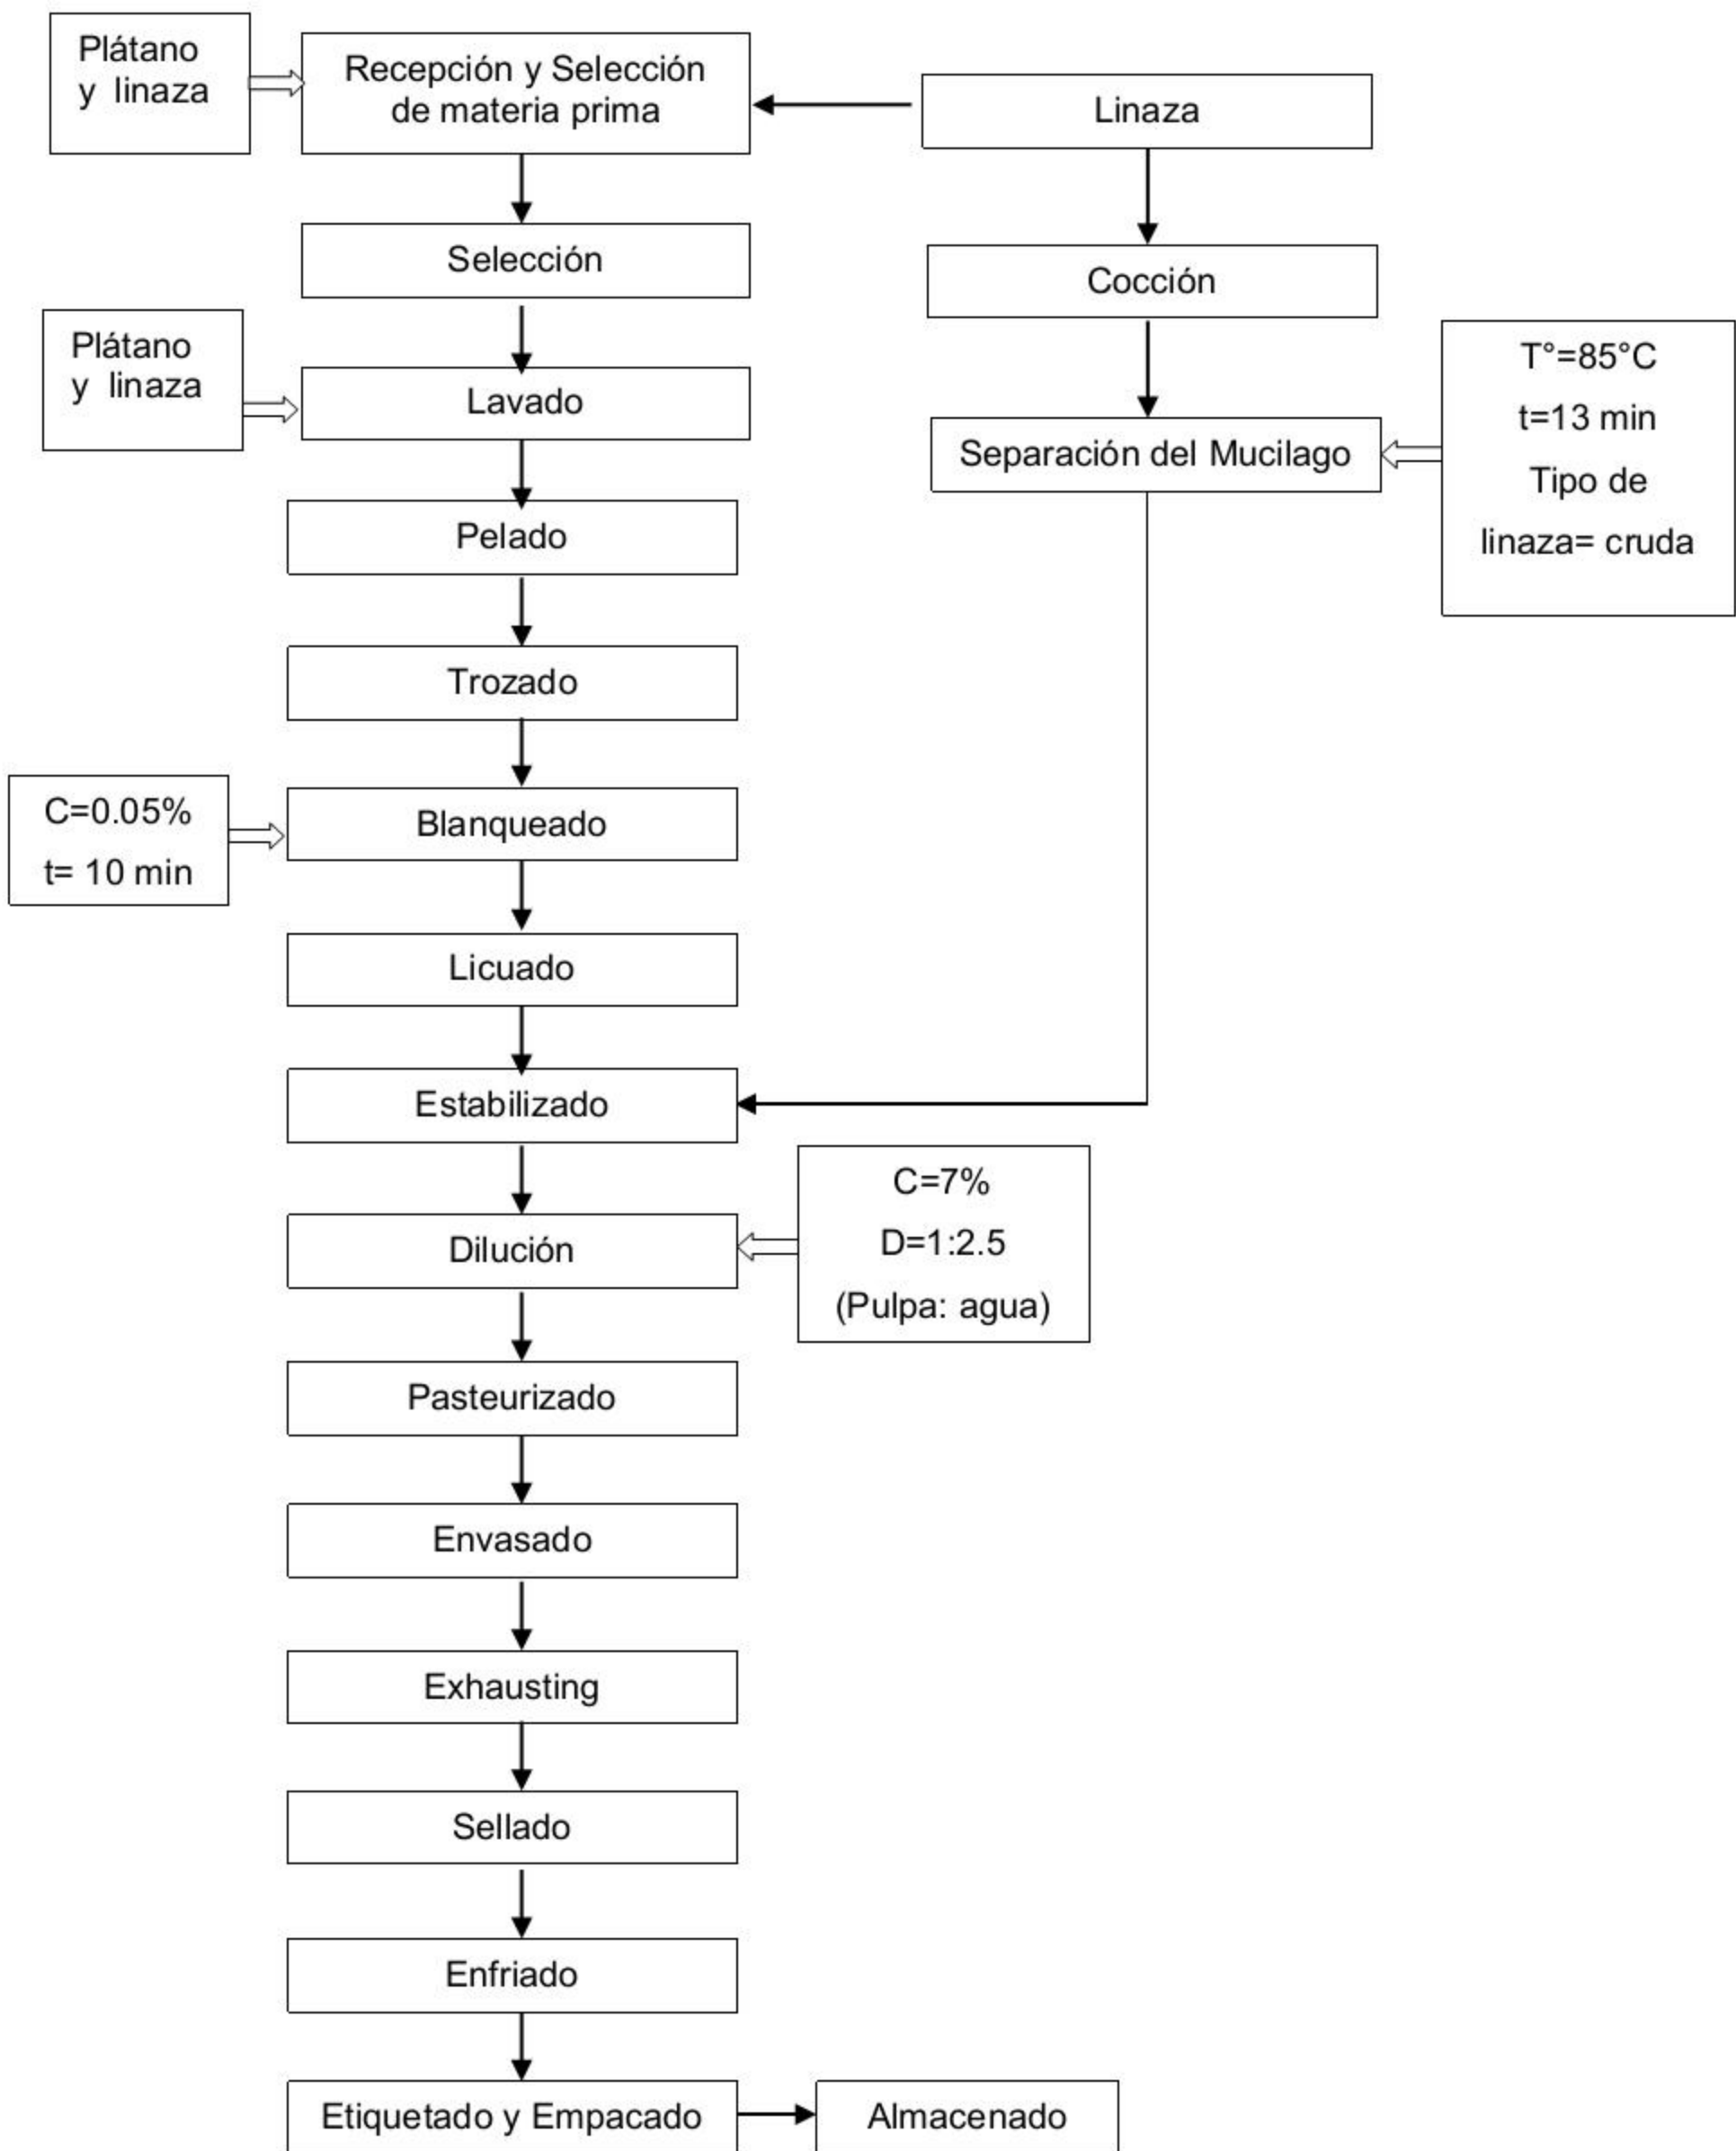 Plátano
y linaza
Recepción y Selección
de materia prima
Linaza
Selección
Cocción
Plátano
y linaza
Lavado
Separación del Mucilago
T°=85°C
t=13 min
Tipo de
linaza= cruda
Pelado
Trozado
C=0.05%
t= 10 min
Blanqueado
Licuado
Estabilizado
C=7%
D=1:2.5
(Pulpa: agua)
Dilución
Pasteurizado
Envasado
Exhausting
Sellado
Enfriado
Etiquetado y Empacado
Almacenado